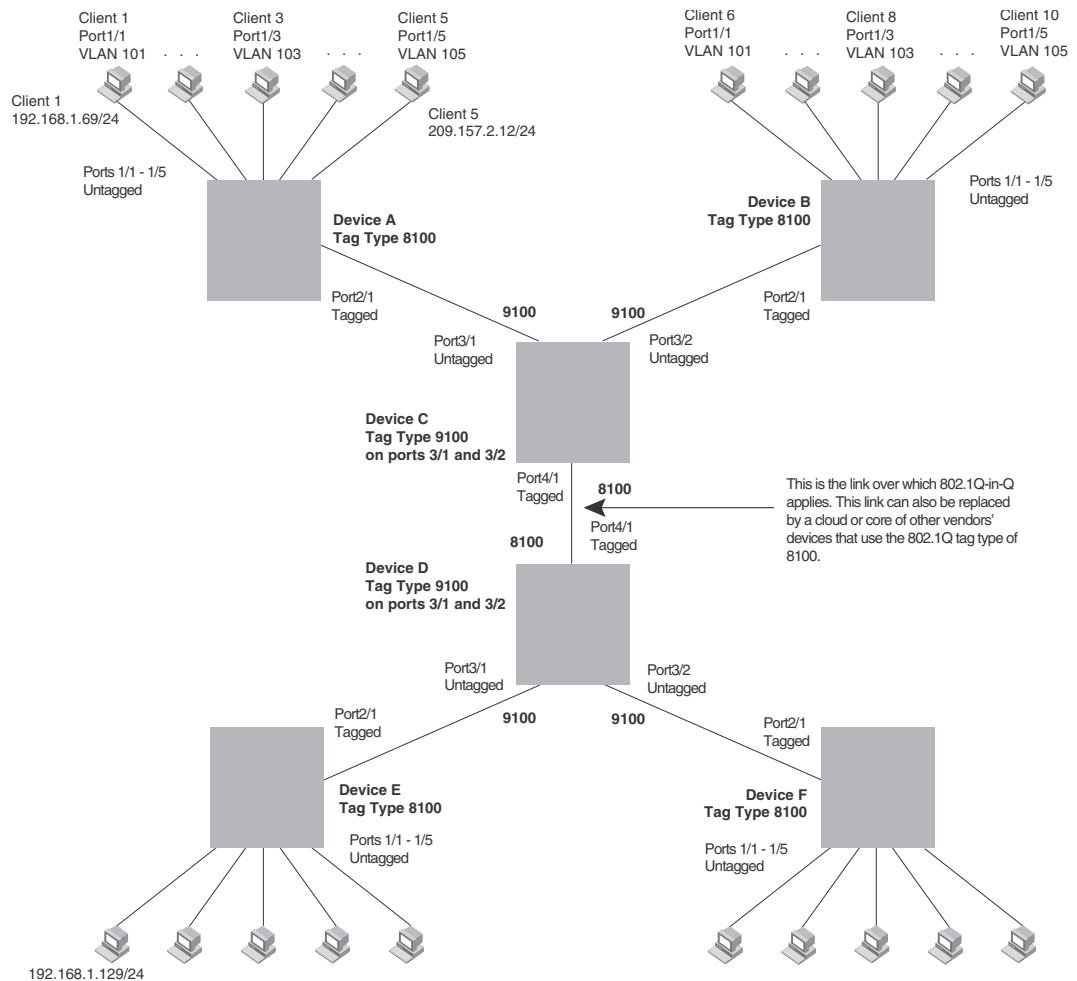 Client 1
Port1/1
VLAN 101
. . .
Client 3
Port1/3
VLAN 103
. . .
Client 5
Port1/5
VLAN 105
Client 6
Port1/1
VLAN 101
. . .
Client 8
Port1/3
VLAN 103
. . .
Client 10
Port1/5
VLAN 105
Client 1
192.168.1.69/24
Client 5
209.157.2.12/24
Ports 1/1 - 1/5
Untagged
Ports 1/1 - 1/5
Untagged
Device A
Tag Type 8100
Device B
Tag Type 8100
Port2/1
Tagged
9100
9100
Port2/1
Tagged
Port3/1
Untagged
Port3/2
Untagged
Device C
Tag Type 9100
on ports 3/1 and 3/2
Port4/1
Tagged
8100
This is the link over which 802.1Q-in-Q
applies. This link can also be replaced
by a cloud or core of other vendors'
devices that use the 802.1Q tag type of
8100.
Port4/1
Tagged
8100
Device D
Tag Type 9100
on ports 3/1 and 3/2
Port3/1
Untagged
Port3/2
Untagged
9100
9100
Port2/1
Tagged
Port2/1
Tagged
Device E
Tag Type 8100
Device F
Tag Type 8100
Ports 1/1 - 1/5
Untagged
Ports 1/1 - 1/5
Untagged
192.168.1.129/24